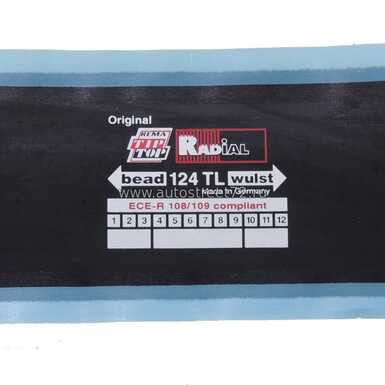 Original
REMA
TIP
TOP
RADiAL
bead 124 TL wulst
Made in Germany
ECE-R 108/109 compliant
1 2 3 4 5 6 7 8 9 10 11 12